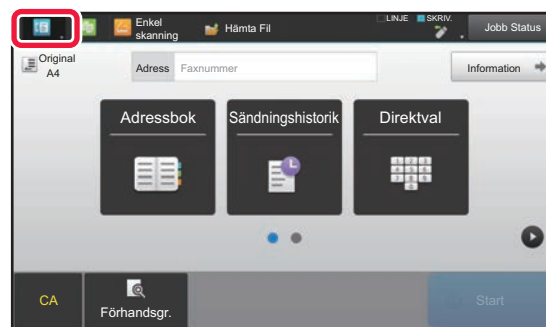 Enkel
skanning
Hämta Fil
LINJE
SKRIV.
Jobb Status
Original
A4
Adress
Faxnummer
Information
Adressbok
Sändningshistorik
Direktval
CA
Förhandsgr.
Start